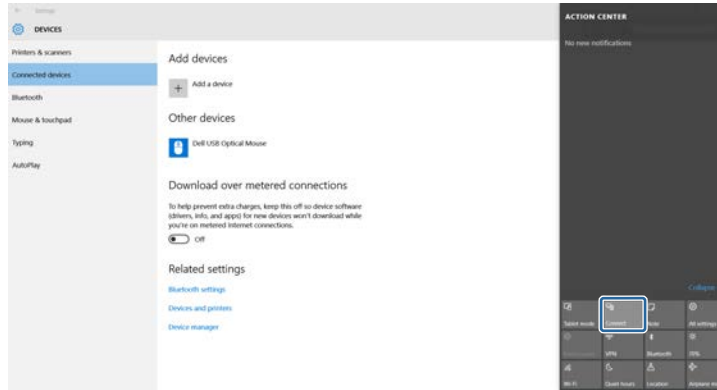 Settings
DEVICES
Printers & scanners
Connected devices
Bluetooth
Mouse & touchpad
Typing
AutoPlay
Add devices
Add a device
Other devices
Dell USB Optical Mouse
Download over metered connections
To help prevent extra charges, keep this off so device software
(drivers, info, and apps) for new devices won't download while
you're on metered Internet connections.
Off
Related settings
Bluetooth settings
Devices and printers
Device manager
ACTION CENTER
No new notifications
Collapse
Tablet mode
Connect
Note
All settings
VPN
Bluetooth
70%
Wi-Fi
Quiet hours
Location
Airplane m